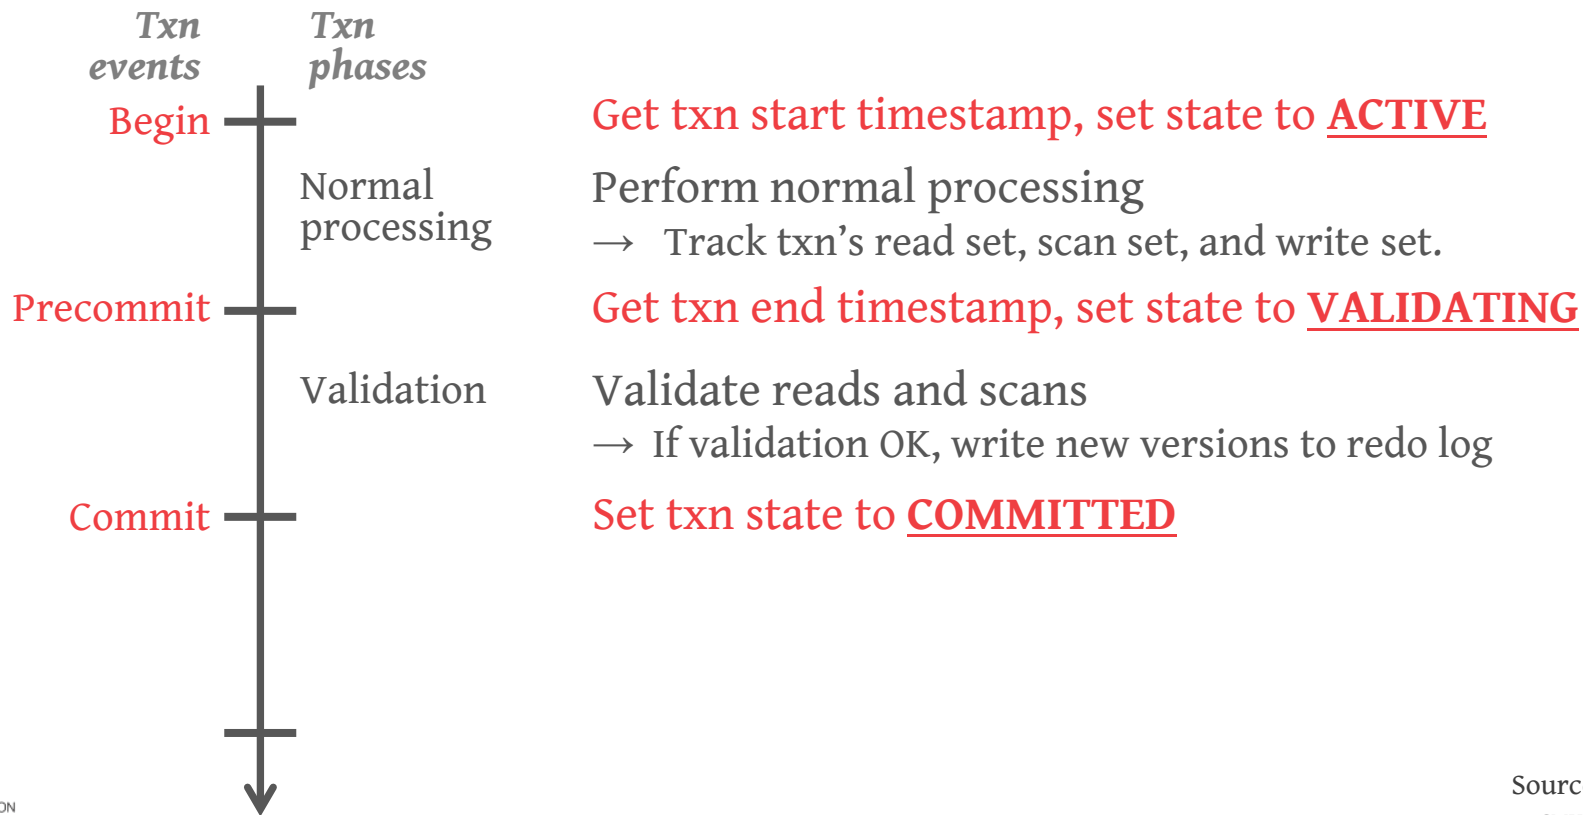 Txn events
Txn phases
Begin
Get txn start timestamp, set state to ACTIVE
Normal
processing
Perform normal processing
→ Track txn’s read set, scan set, and write set.
Precommit
Get txn end timestamp, set state to VALIDATING
Validation
Validate reads and scans
→ If validation OK, write new versions to redo log
Commit
Set txn state to COMMITTED
Sourc
ON